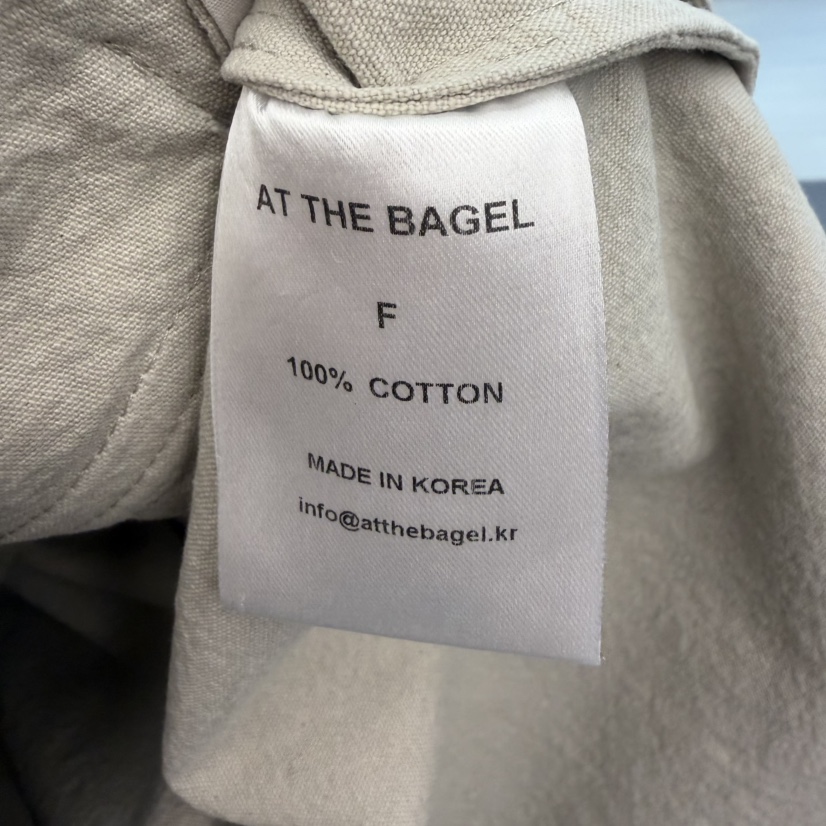 AT THE BAGEL
F
100% COTTON
MADE IN KOREA
info@atthebagel.kr